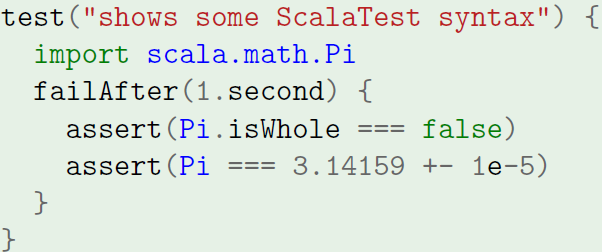 test("shows some ScalaTest syntax") {
  import scala.math.Pi
  failAfter(1.second) {
    assert(Pi.isWhole === false)
    assert(Pi === 3.14159 +- 1e-5)
  }
}